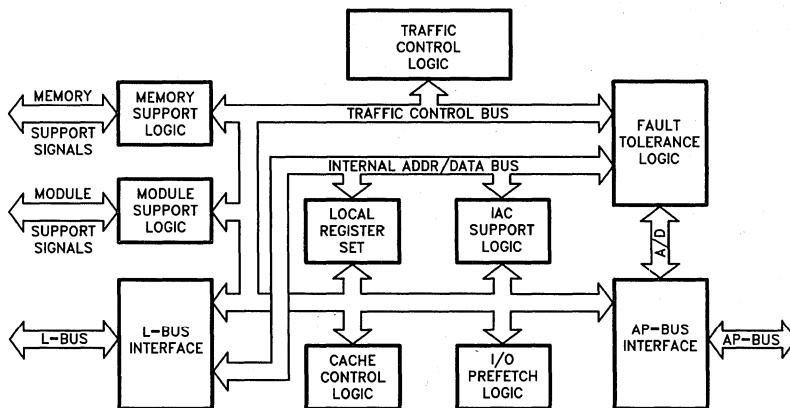 TRAFFIC
CONTROL
LOGIC
MEMORY
SUPPORT
SIGNALS
MEMORY
SUPPORT
LOGIC
TRAFFIC CONTROL BUS
FAULT
TOLERANCE
LOGIC
INTERNAL ADDR/DATA BUS
MODULE
SUPPORT
SIGNALS
MODULE
SUPPORT
LOGIC
LOCAL
REGISTER
SET
IAC
SUPPORT
LOGIC
A/D
L-BUS
L-BUS
INTERFACE
CACHE
CONTROL
LOGIC
I/O
PREFETCH
LOGIC
AP-BUS
INTERFACE
AP-BUS